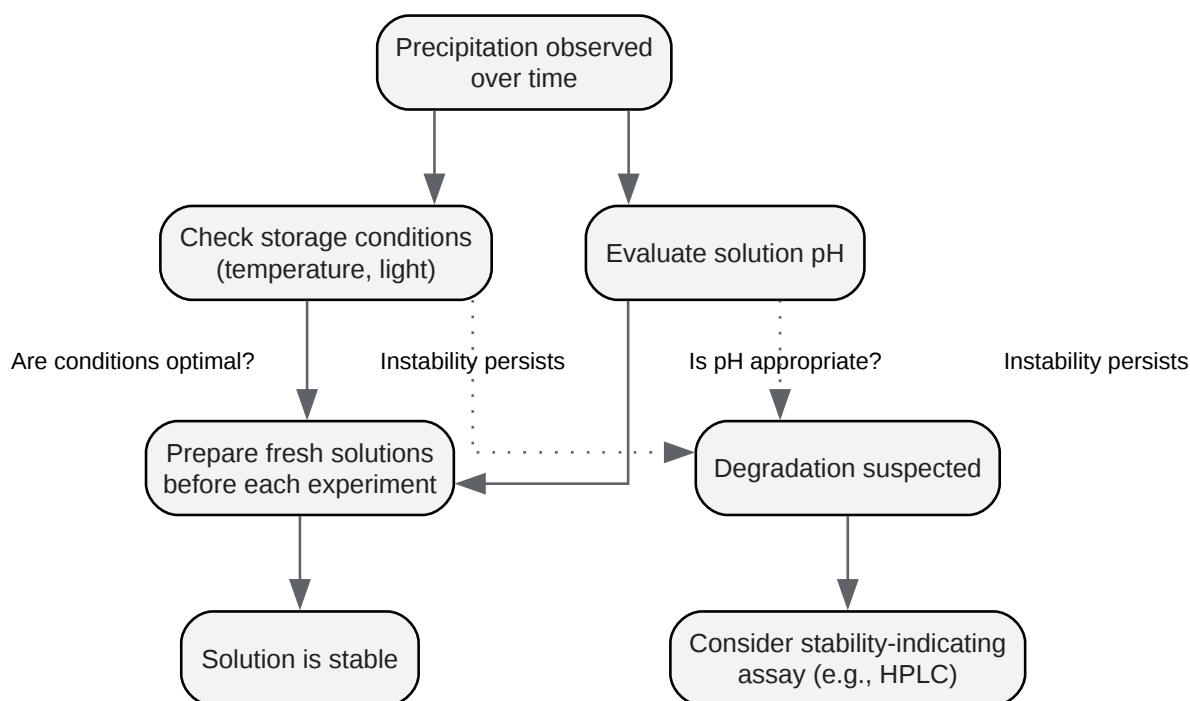 Precipitation observed
over time
Check storage conditions
(temperature, light)
Evaluate solution pH
Are conditions optimal?
Instability persists
Is pH appropriate?
Instability persists
Prepare fresh solutions
before each experiment
Degradation suspected
Solution is stable
Consider stability-indicating
assay (e.g., HPLC)